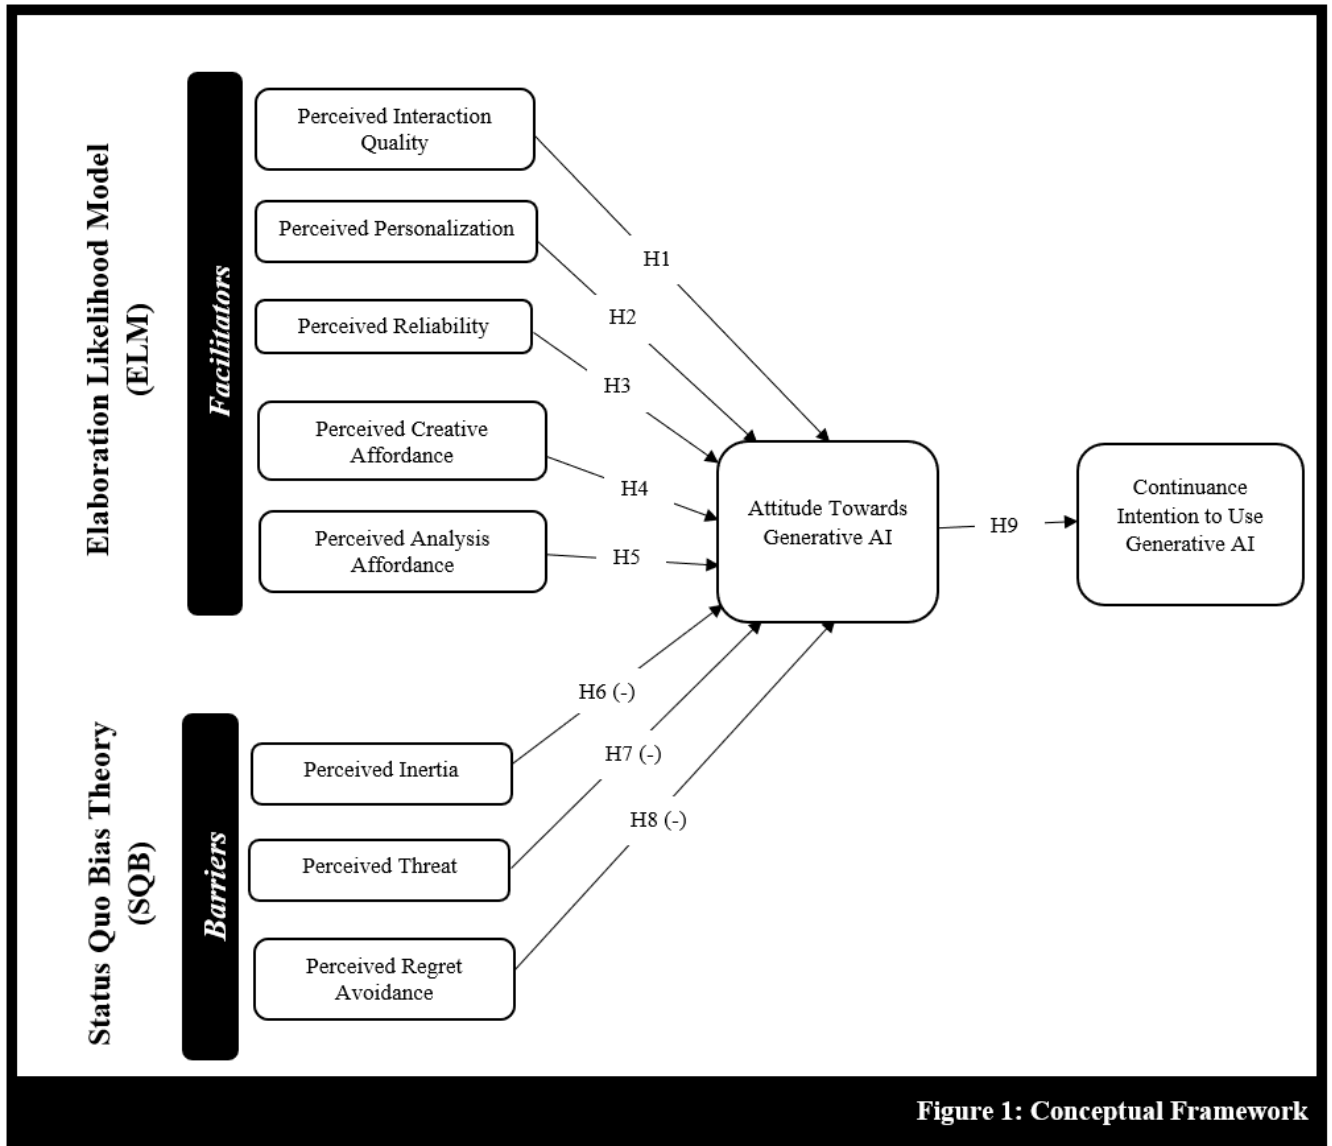 Elaboration Likelihood Model
(ELM)
Facilitators
Perceived Interaction
Quality
Perceived Personalization
Perceived Reliability
Perceived Creative
Affordance
Perceived Analysis
Affordance
H1
H2
H3
H4
H5
Attitude Towards
Generative AI
H9
Continuance
Intention to Use
Generative AI
Status Quo Bias Theory
(SQB)
Barriers
Perceived Inertia
Perceived Threat
Perceived Regret
Avoidance
H6 (-)
H7 (-)
H8 (-)
Figure 1: Conceptual Framework